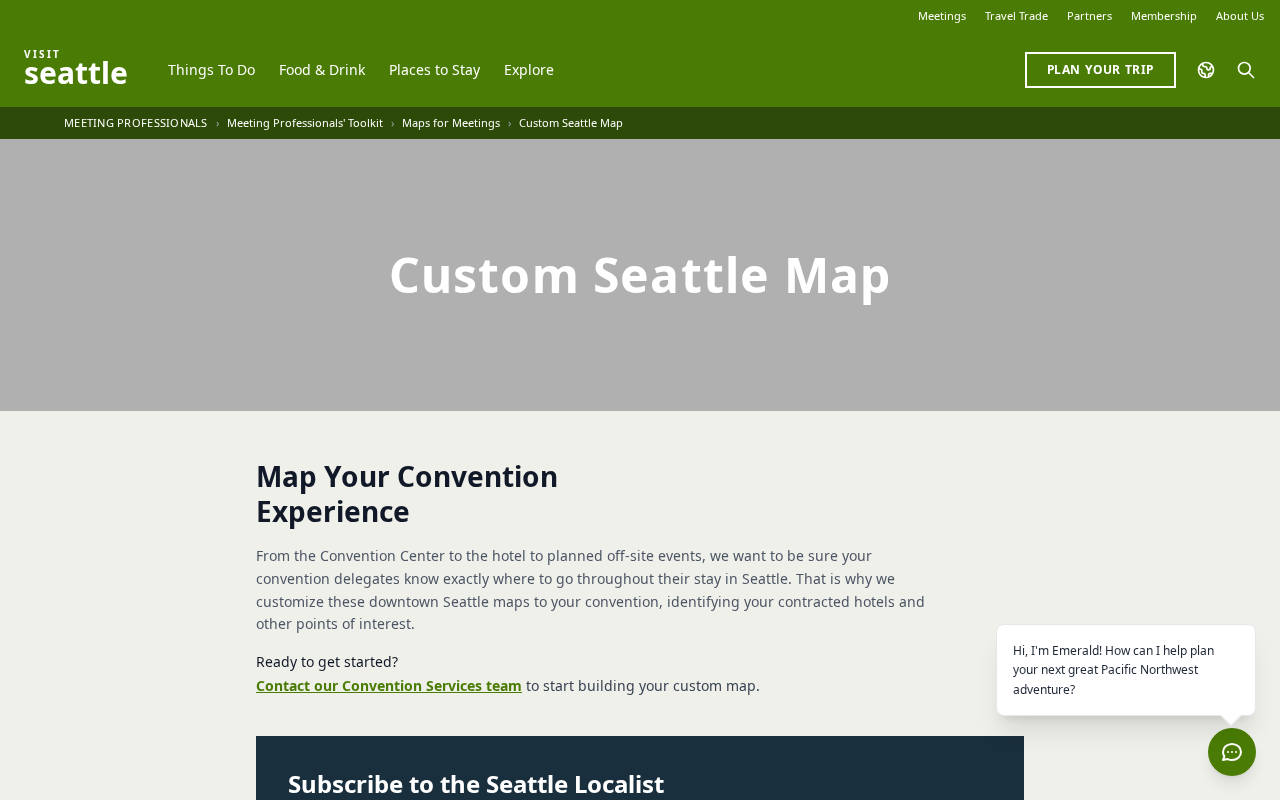 Meetings Travel Trade Partners Membership About Us
VISIT
seattle
Things To Do Food & Drink Places to Stay Explore
PLAN YOUR TRIP
MEETING PROFESSIONALS › Meeting Professionals' Toolkit › Maps for Meetings › Custom Seattle Map
Custom Seattle Map
Map Your Convention
Experience
From the Convention Center to the hotel to planned off-site events, we want to be sure your
convention delegates know exactly where to go throughout their stay in Seattle. That is why we
customize these downtown Seattle maps to your convention, identifying your contracted hotels and
other points of interest.
Ready to get started?
Contact our Convention Services team to start building your custom map.
Hi, I'm Emerald! How can I help plan
your next great Pacific Northwest
adventure?
Subscribe to the Seattle Localist